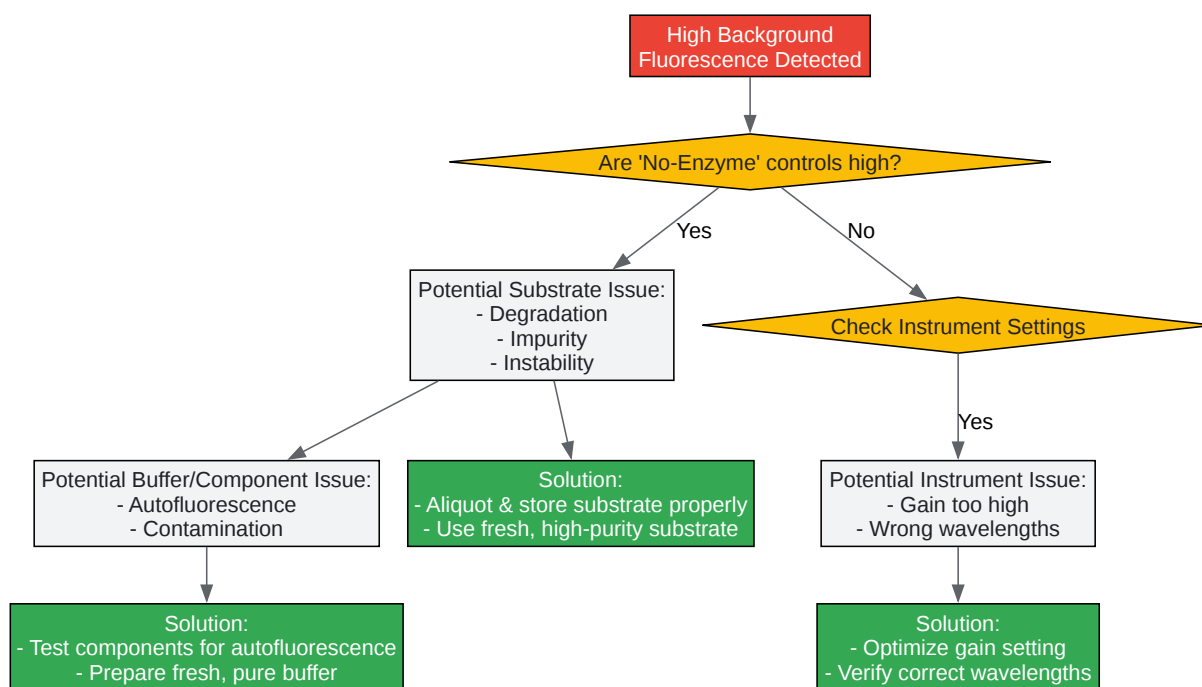 High Background
Fluorescence Detected
Are 'No-Enzyme' controls high?
Yes
No
Potential Substrate Issue:
- Degradation
- Impurity
- Instability
Check Instrument Settings
Yes
Potential Buffer/Component Issue:
- Autofluorescence
- Contamination
Solution:
- Aliquot & store substrate properly
- Use fresh, high-purity substrate
Potential Instrument Issue:
- Gain too high
- Wrong wavelengths
Solution:
- Test components for autofluorescence
- Prepare fresh, pure buffer
Solution:
- Optimize gain setting
- Verify correct wavelengths